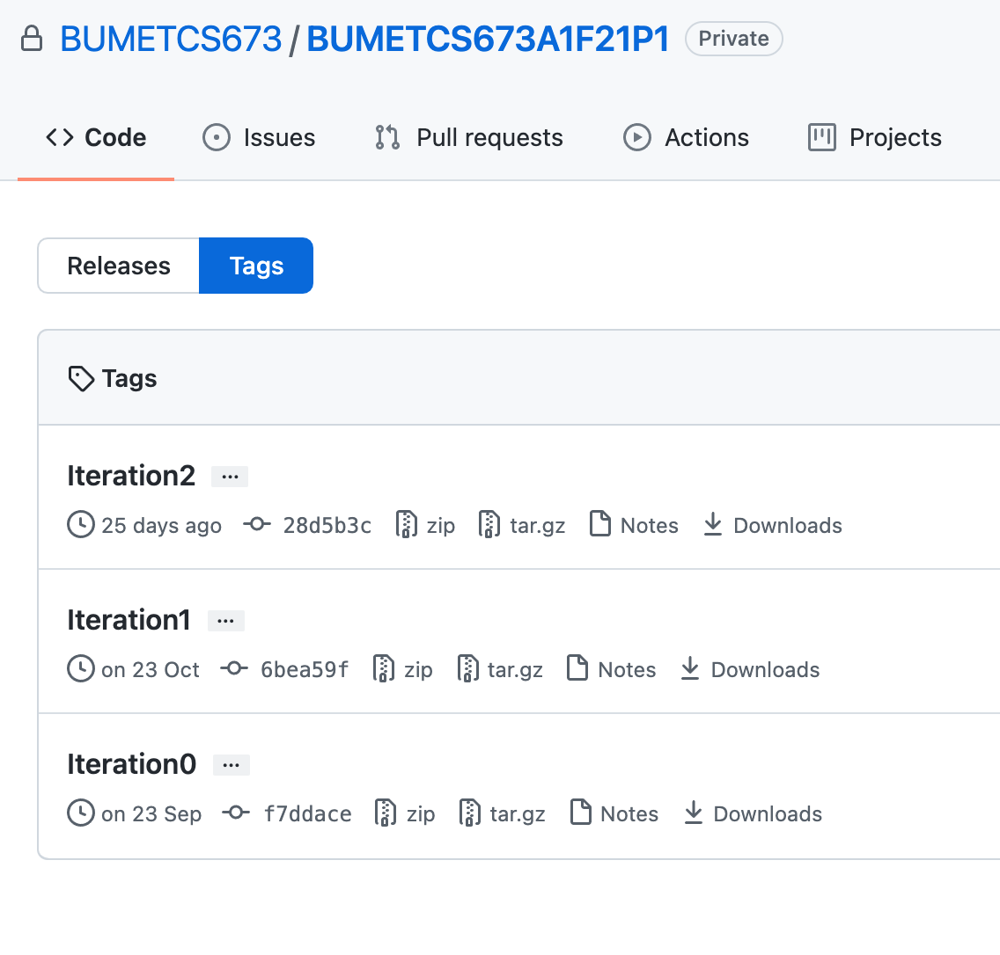 BUMETCS673 / BUMETCS673A1F21P1 Private
Code Issues Pull requests Actions Projects
Releases Tags
Tags
Iteration2 ...
25 days ago 28d5b3c zip tar.gz Notes Downloads
Iteration1 ...
on 23 Oct 6bea59f zip tar.gz Notes Downloads
Iteration0 ...
on 23 Sep f7ddace zip tar.gz Notes Downloads